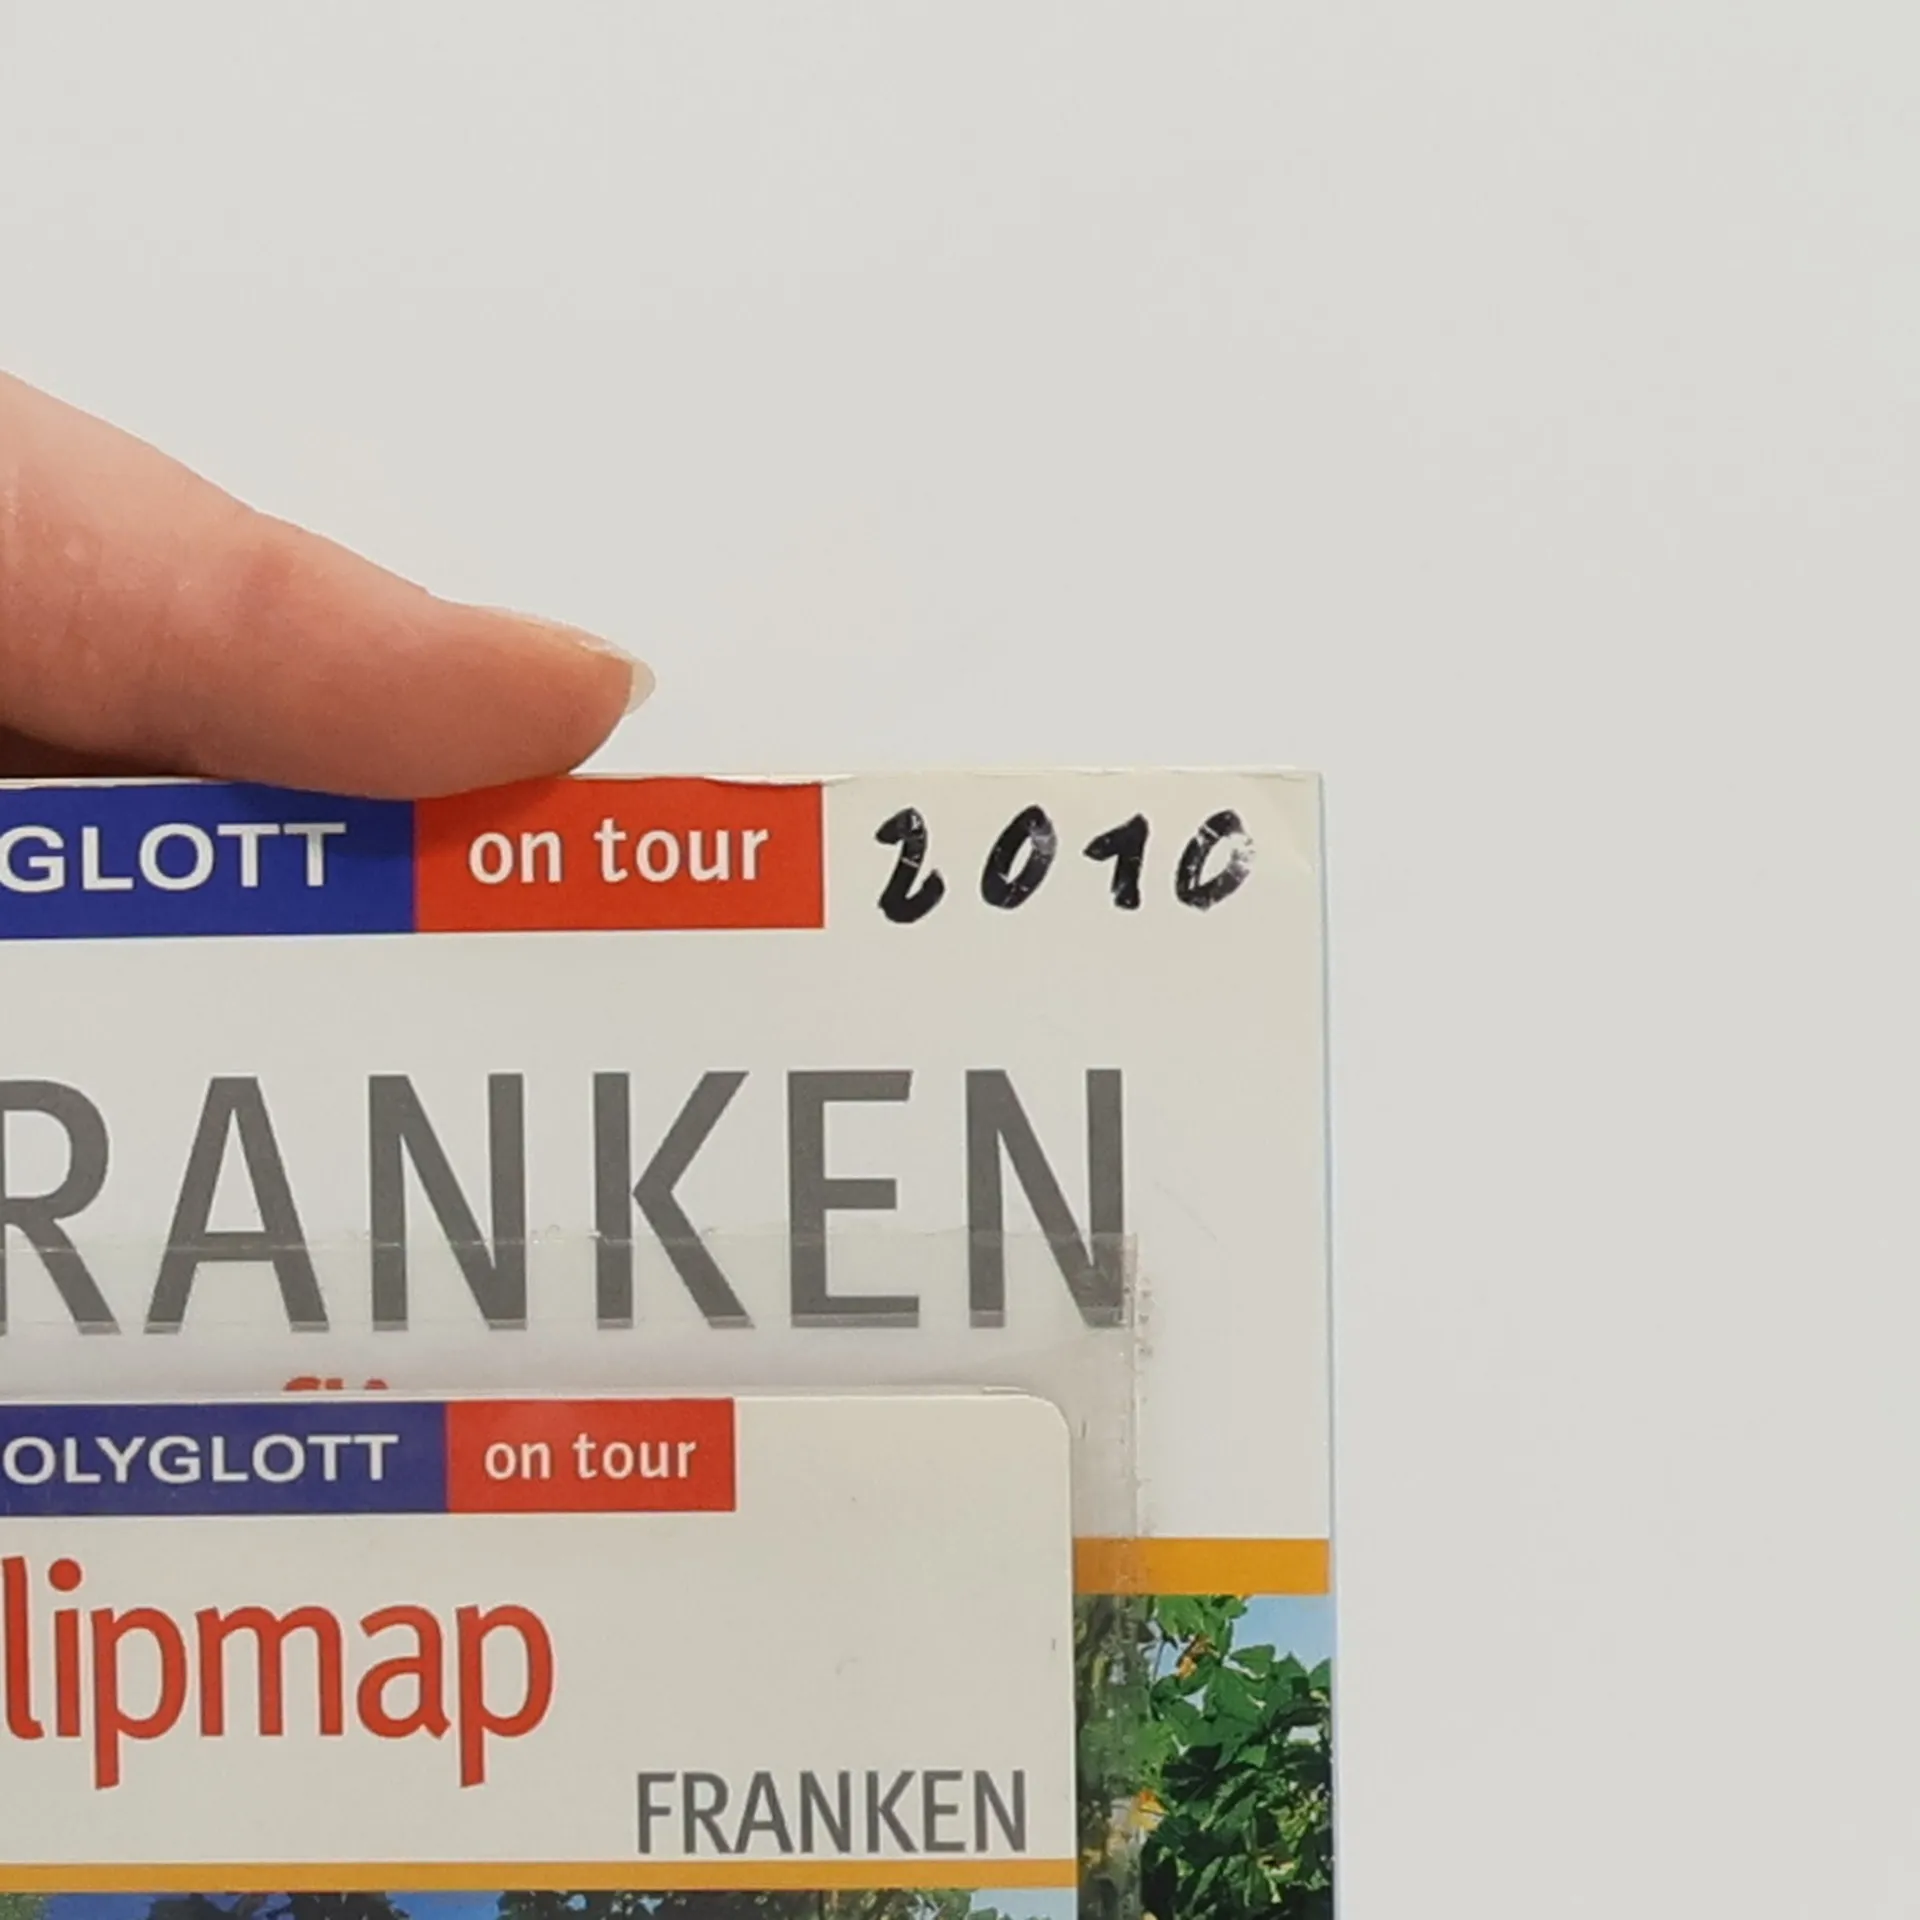 GLOTT on tour 2010
RANKEN
OLYGLOTT on tour
lipmap
FRANKEN